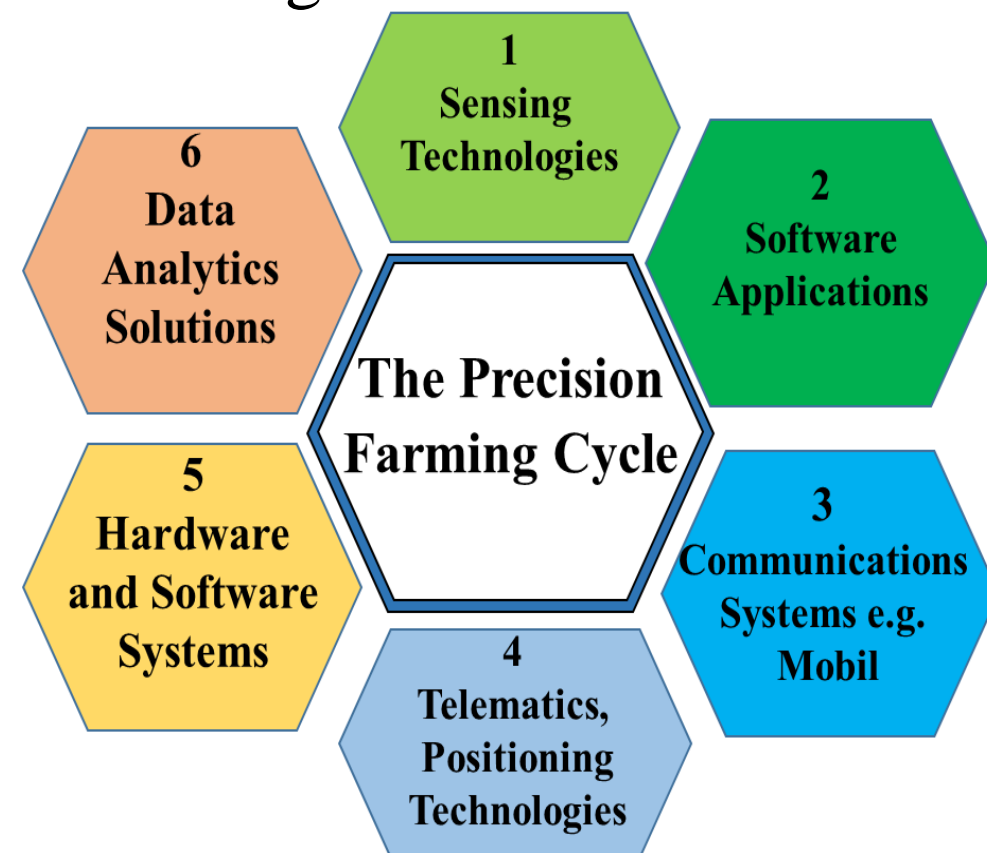 The Precision
Farming Cycle
1
Sensing
Technologies
2
Software
Applications
3
Communications
Systems e.g.
Mobil
4
Telematics,
Positioning
Technologies
5
Hardware
and Software
Systems
6
Data
Analytics
Solutions